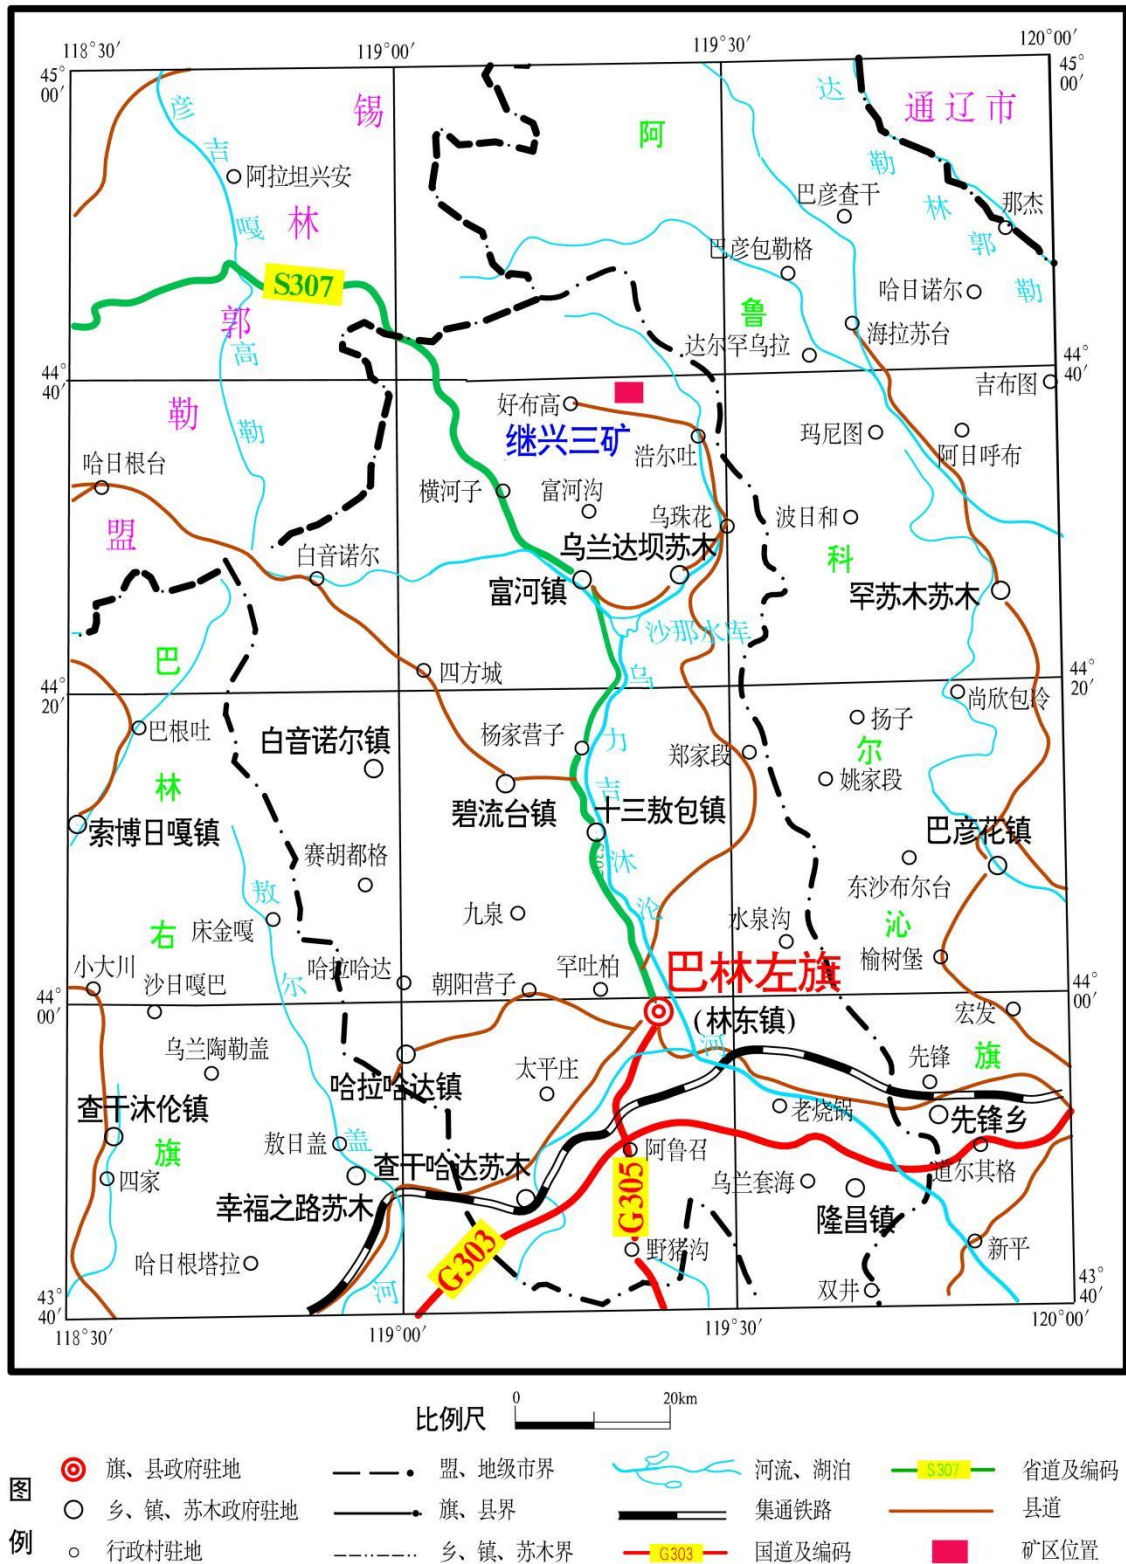 118°30′
119°00′
119°30′
120°00′
45°
00′
45°
00′
锡
林
郭
勒
盟
阿
鲁
科
尔
沁
旗
通辽市
彦
吉
嘎
高
勒
达
勒
林
郭
勒
阿拉坦兴安
巴彦查干
那杰
巴彦包勒格
S307
哈日诺尔
海拉苏台
达尔罕乌拉
44°
40′
44°
40′
吉布图
好布高
继兴三矿
浩尔吐
玛尼图
阿日呼布
哈日根台
横河子
富河沟
乌珠花
波日和
白音诺尔
乌兰达坝苏木
富河镇
罕苏木苏木
沙那水库
巴
林
右
旗
乌
力
吉
沐
沦
河
四方城
44°
20′
44°
20′
尚欣包冷
巴根吐
白音诺尔镇
杨家营子
郑家段
扬子
姚家段
碧流台镇
十三敖包镇
索博日嘎镇
巴彦花镇
赛胡都格
东沙布尔台
敖
尔
盖
河
床金嘎
九泉
水泉沟
榆树堡
小大川
沙日嘎巴
哈拉哈达
朝阳营子
罕吐柏
巴林左旗
(林东镇)
44°
00′
44°
00′
宏发
乌兰陶勒盖
哈拉哈达镇
太平庄
先锋
查干沐伦镇
老烧锅
先锋乡
敖日盖
查干哈达苏木
阿鲁召
道尔其格
四家
幸福之路苏木
G305
乌兰套海
隆昌镇
G303
野猪沟
新平
哈日根塔拉
双井
43°
40′
43°
40′
118°30′
119°00′
119°30′
120°00′
比例尺
0
20km
图
例
旗、县政府驻地
盟、地级市界
河流、湖泊
S307
省道及编码
乡、镇、苏木政府驻地
旗、县界
集通铁路
县道
行政村驻地
乡、镇、苏木界
G303
国道及编码
矿区位置